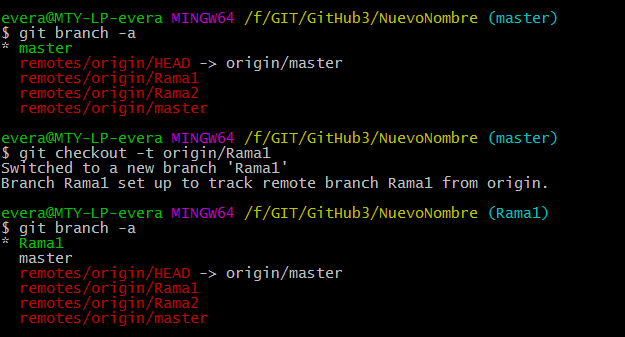 evera@MTY-LP-evera MINGW64 /f/GIT/GitHub3/NuevoNombre (master)
$ git branch -a
* master
  remotes/origin/HEAD -> origin/master
  remotes/origin/Rama1
  remotes/origin/Rama2
  remotes/origin/master
evera@MTY-LP-evera MINGW64 /f/GIT/GitHub3/NuevoNombre (master)
$ git checkout -t origin/Rama1
Switched to a new branch 'Rama1'
Branch Rama1 set up to track remote branch Rama1 from origin.
evera@MTY-LP-evera MINGW64 /f/GIT/GitHub3/NuevoNombre (Rama1)
$ git branch -a
* Rama1
  master
  remotes/origin/HEAD -> origin/master
  remotes/origin/Rama1
  remotes/origin/Rama2
  remotes/origin/master